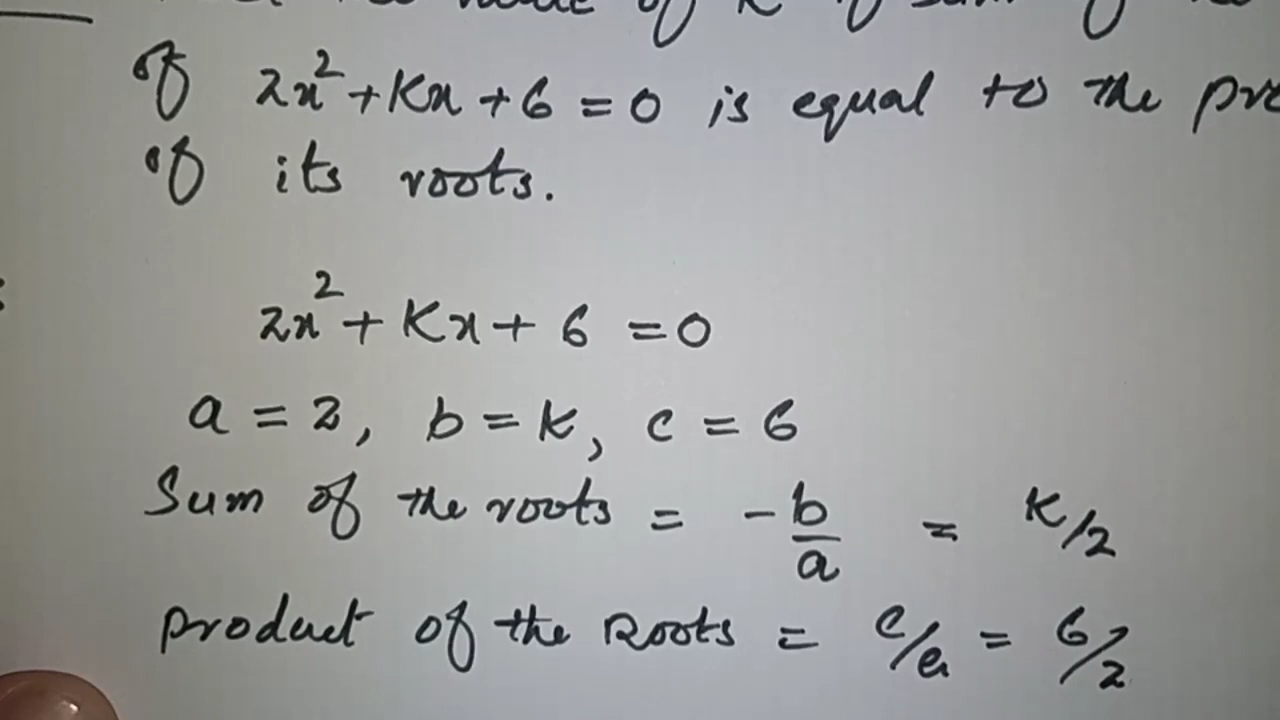 of 2x² + Kx + 6 = 0 is equal to the
of its roots.
2x² + Kx + 6 = 0
a = 2, b = K, c = 6
Sum of the roots = -b/a = K/2
product of the Roots = c/a = 6/2